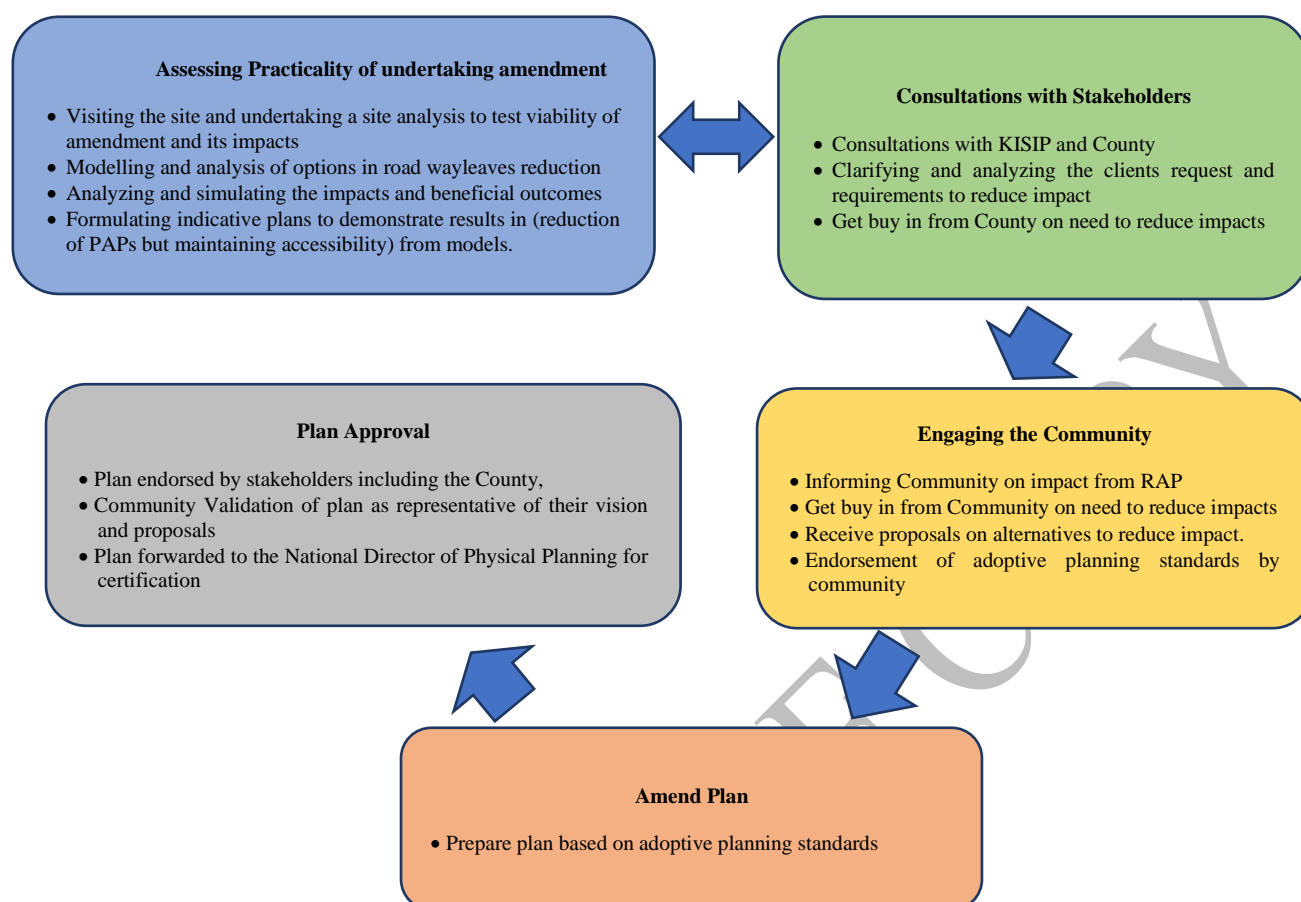 Assessing Practicality of undertaking amendment
• Visiting the site and undertaking a site analysis to test viability of
amendment and its impacts
• Modelling and analysis of options in road wayleaves reduction
• Analyzing and simulating the impacts and beneficial outcomes
• Formulating indicative plans to demonstrate results in (reduction
of PAPs but maintaining accessibility) from models.
Consultations with Stakeholders
• Consultations with KISIP and County
• Clarifying and analyzing the clients request and
requirements to reduce impact
• Get buy in from County on need to reduce impacts
Engaging the Community
• Informing Community on impact from RAP
• Get buy in from Community on need to reduce impacts
• Receive proposals on alternatives to reduce impact.
• Endorsement of adoptive planning standards by
community
Amend Plan
• Prepare plan based on adoptive planning standards
Plan Approval
• Plan endorsed by stakeholders including the County,
• Community Validation of plan as representative of their vision
and proposals
• Plan forwarded to the National Director of Physical Planning for
certification